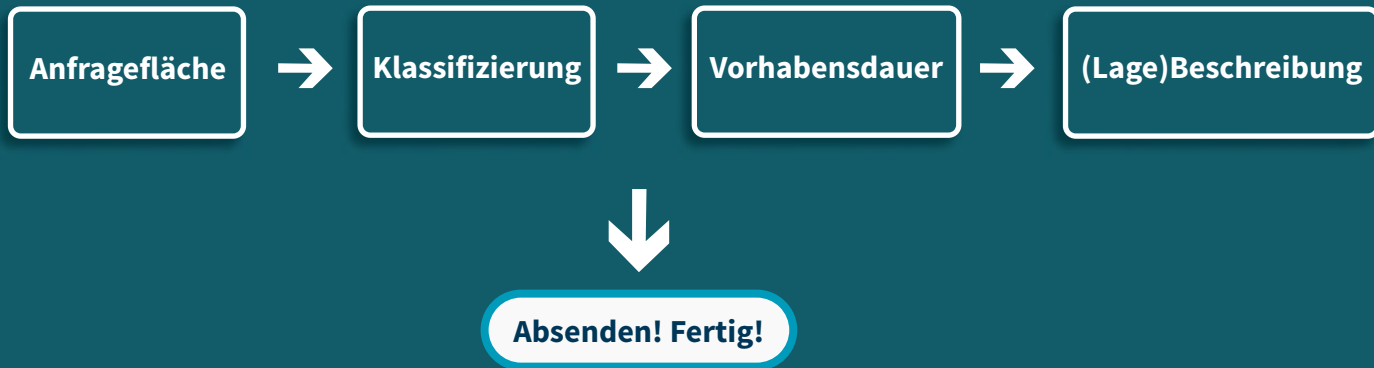 Anfragefläche
Klassifizierung
Vorhabensdauer
(Lage)Beschreibung
Absenden! Fertig!